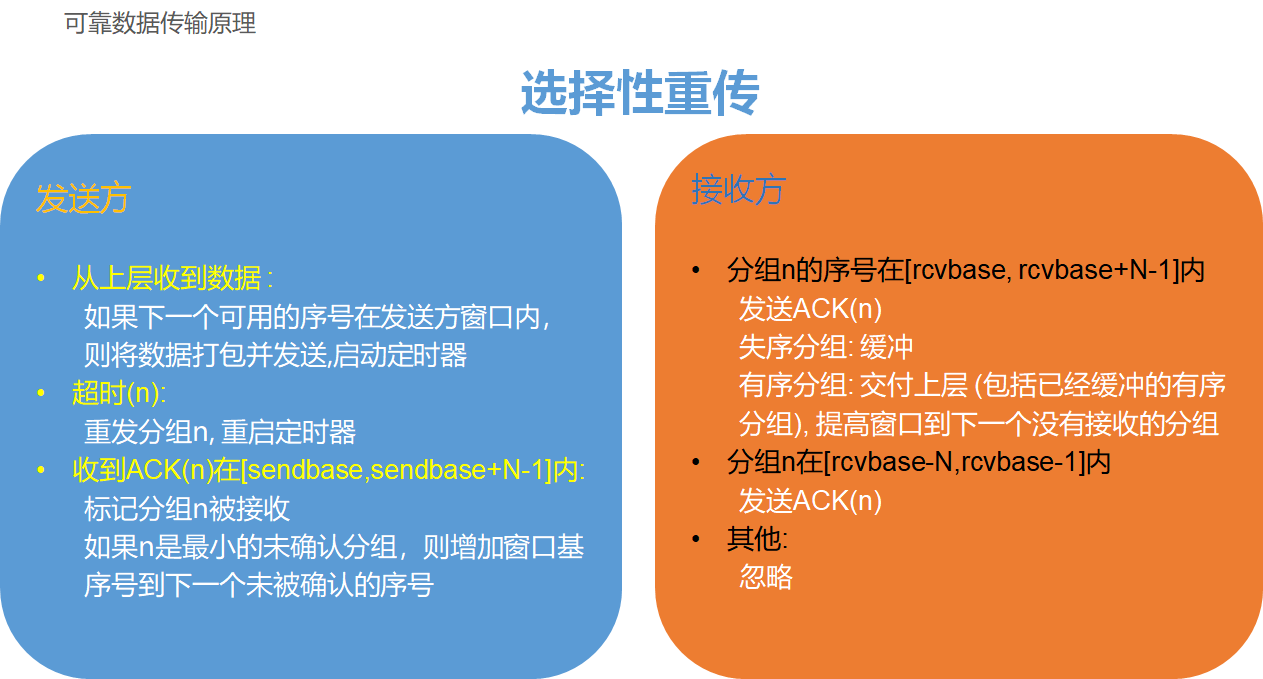 可靠数据传输原理
选择性重传
发送方
• 从上层收到数据 :
如果下一个可用的序号在发送方窗口内，
则将数据打包并发送,启动定时器
• 超时(n):
重发分组n, 重启定时器
• 收到ACK(n)在[sendbase,sendbase+N-1]内:
标记分组n被接收
如果n是最小的未确认分组，则增加窗口基
序号到下一个未被确认的序号
接收方
• 分组n的序号在[rcvbase, rcvbase+N-1]内
发送ACK(n)
失序分组: 缓冲
有序分组: 交付上层 (包括已经缓冲的有序
分组), 提高窗口到下一个没有接收的分组
• 分组n在[rcvbase-N,rcvbase-1]内
发送ACK(n)
• 其他:
忽略